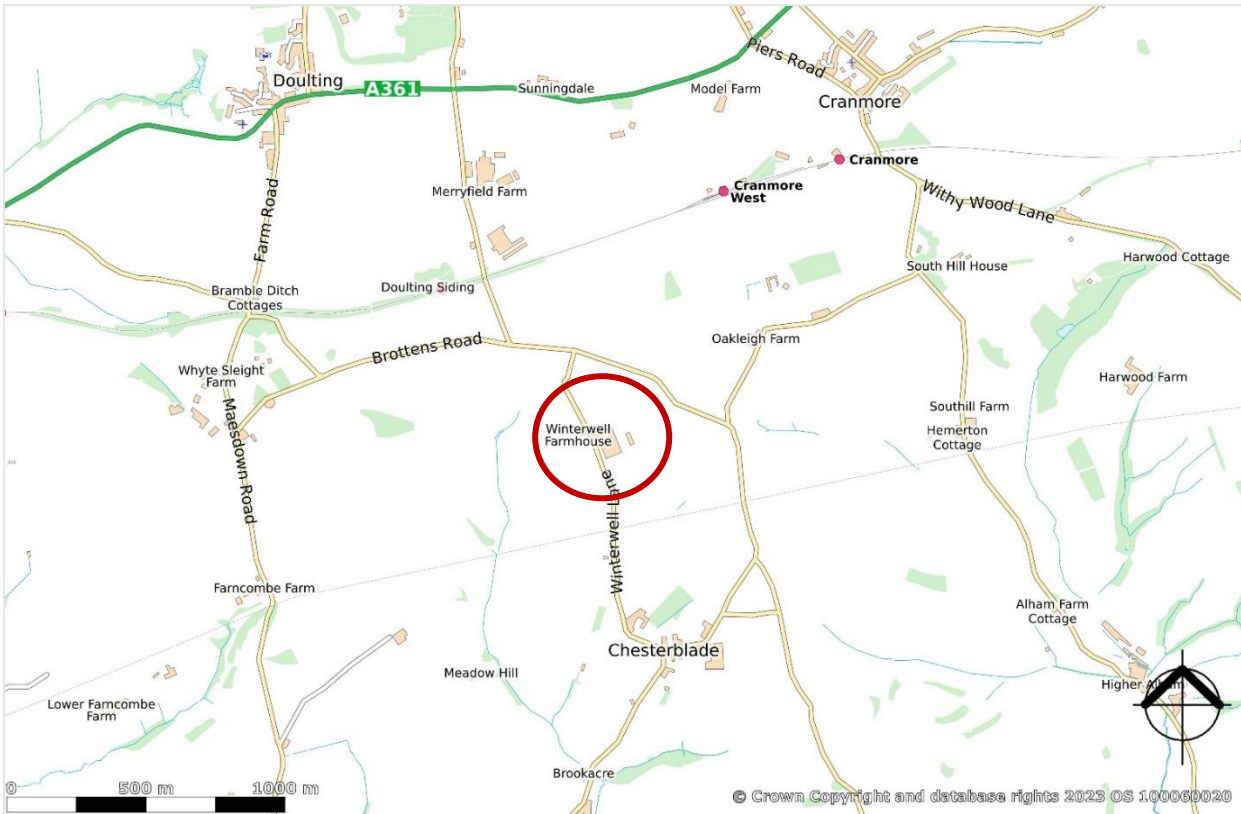 Piers Road
Doulting
A361
Sunningdale
Model Farm
Cranmore
Cranmore
Merryfield Farm
Cranmore
West
Withy Wood Lane
Farm Road
Harwood Cottage
South Hill House
Bramble Ditch
Cottages
Doulting Siding
Oakleigh Farm
Brottens Road
Whyte Sleight
Farm
Harwood Farm
Maesdown Road
Southill Farm
Winterwell
Farmhouse
Hemerton
Cottage
Winterwell Lane
Farncombe Farm
Alham Farm
Cottage
Chesterblade
Meadow Hill
Higher Alham
Lower Farncombe
Farm
Brookacre
0 500 m 1000 m
© Crown Copyright and database rights 2023 OS 100060020